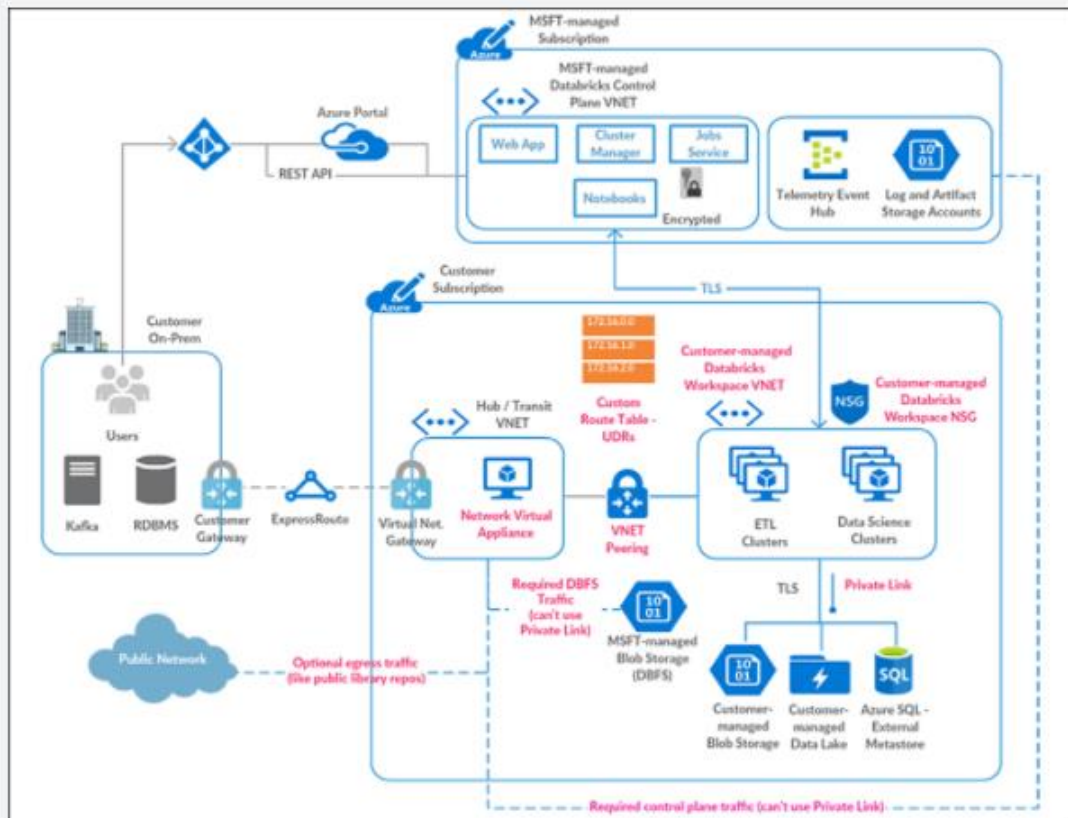 MSFT-managed
Subscription
Azure
MSFT-managed
Databricks Control
Plane VNET
Azure Portal
REST API
Web App
Cluster
Manager
Jobs
Service
Notebooks
Encrypted
10
01
Telemetry Event
Hub
Log and Artifact
Storage Accounts
TLS
Customer
Subscription
Azure
Customer
On-Prem
Users
Kafka
RDBMS
Customer
Gateway
ExpressRoute
Virtual Net.
Gateway
Hub / Transit
VNET
Network Virtual
Appliance
172.16.0.0
172.16.1.0
172.16.2.0
Custom
Route Table -
UDRs
VNET
Peering
Customer-managed
Databricks
Workspace VNET
NSG
Customer-managed
Databricks
Workspace NSG
ETL
Clusters
Data Science
Clusters
TLS
Private Link
Required DBFS
Traffic
(can't use
Private Link)
10
01
MSFT-managed
Blob Storage
(DBFS)
Public Network
Optional egress traffic
(like public library repos)
10
01
Customer-
managed
Blob Storage
Customer-
managed
Data Lake
SQL
Azure SQL -
External
Metastore
Required control plane traffic (can't use Private Link)